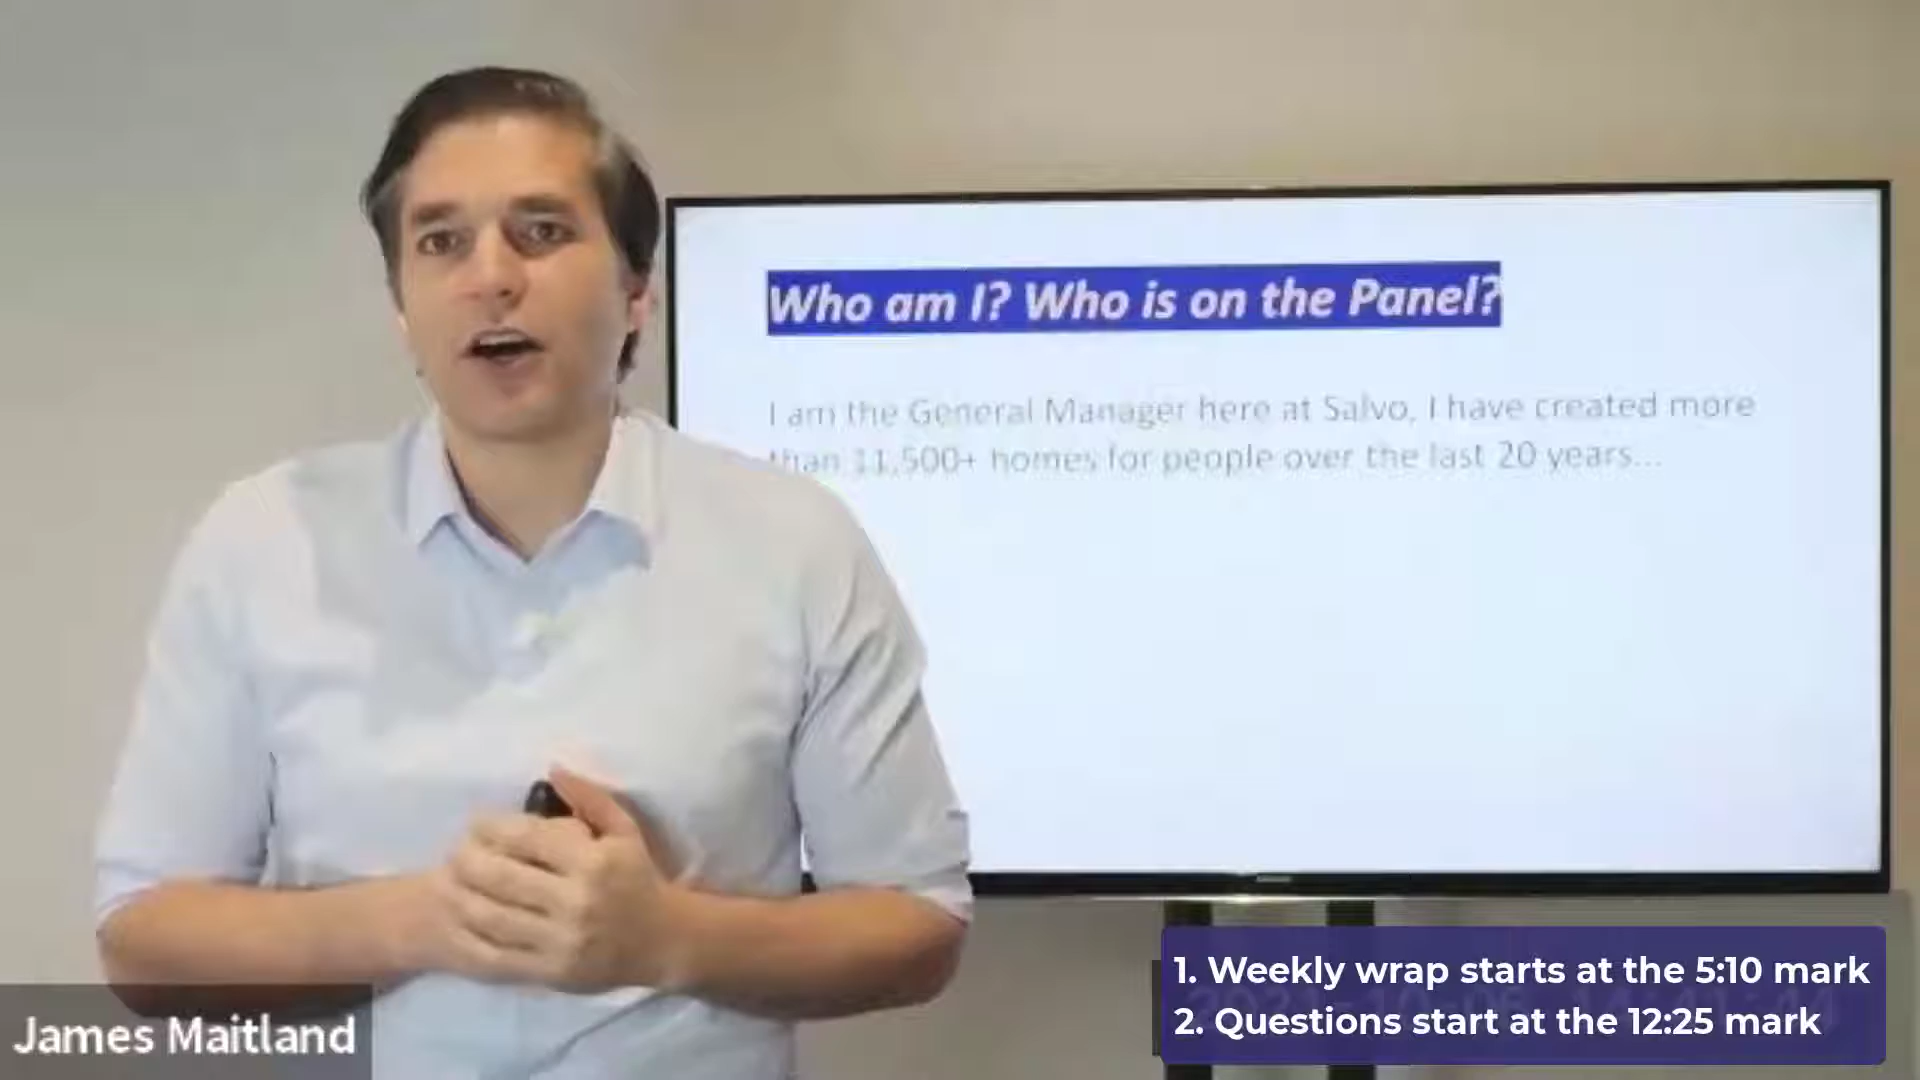 Who am I? Who is on the Panel?
I am the General Manager here at Salvo, I have created more
than 11,500+ homes for people over the last 20 years...
1. Weekly wrap starts at the 5:10 mark
2. Questions start at the 12:25 mark
James Maitland